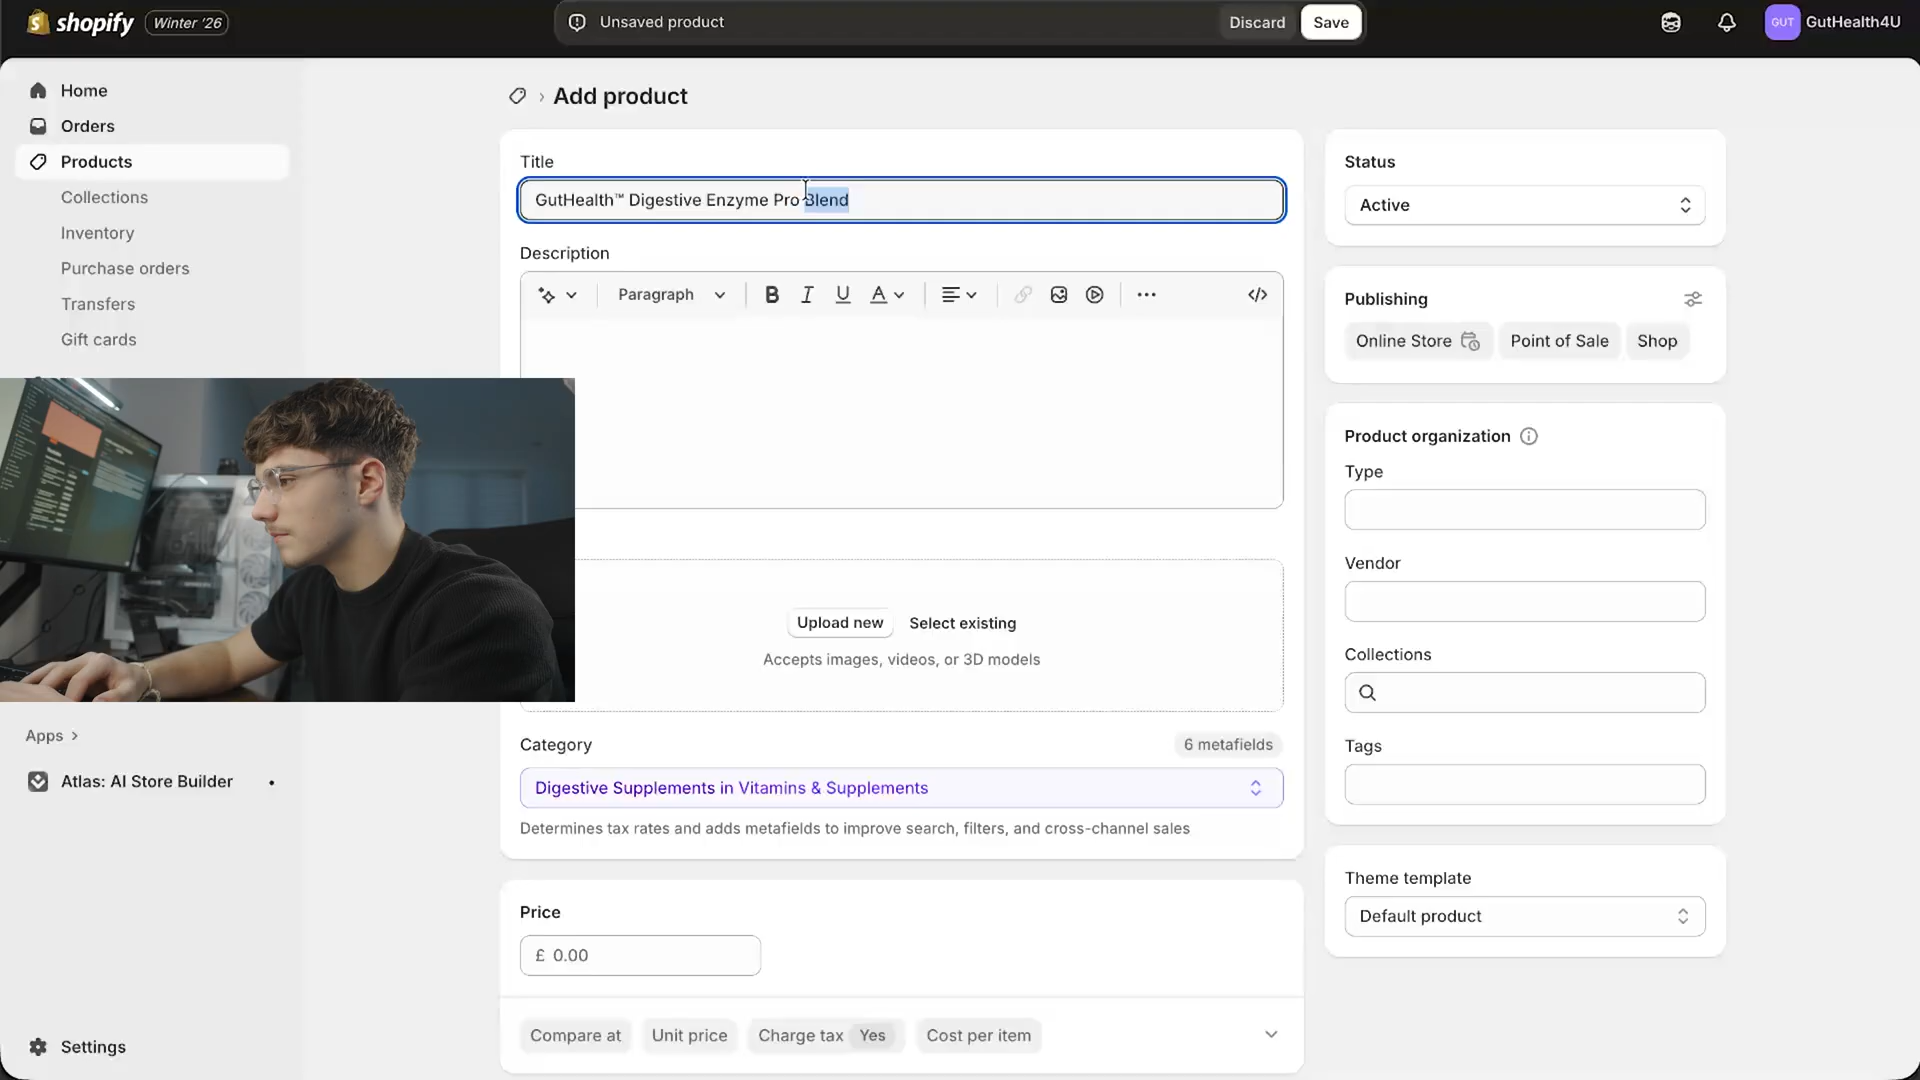 shopify
Winter '26
Unsaved product
Discard
Save
GUT
GutHealth4U
Home
Orders
Products
Collections
Inventory
Purchase orders
Transfers
Gift cards
Apps
Atlas: AI Store Builder
Settings
Add product
Title
GutHealth™ Digestive Enzyme Pro Blend
Description
Paragraph
B I U A
Upload new
Select existing
Accepts images, videos, or 3D models
Category
6 metafields
Digestive Supplements in Vitamins & Supplements
Determines tax rates and adds metafields to improve search, filters, and cross-channel sales
Price
£ 0.00
Compare at
Unit price
Charge tax Yes
Cost per item
Status
Active
Publishing
Online Store
Point of Sale
Shop
Product organization
Type
Vendor
Collections
Tags
Theme template
Default product